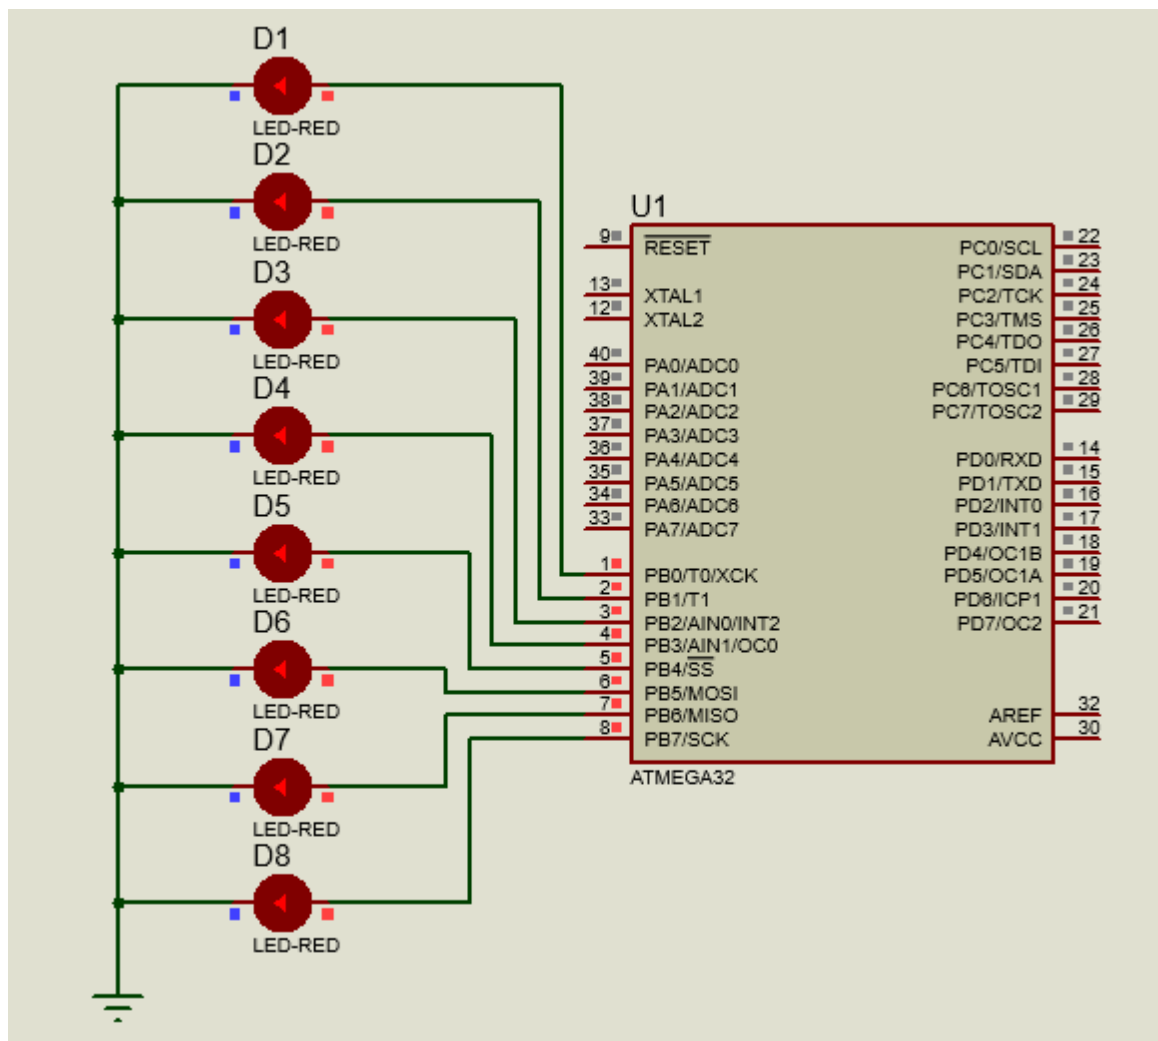 D1
LED-RED
D2
LED-RED
D3
LED-RED
D4
LED-RED
D5
LED-RED
D6
LED-RED
D7
LED-RED
D8
LED-RED
U1
9 RESET
13 XTAL1
12 XTAL2
40 PA0/ADC0
39 PA1/ADC1
38 PA2/ADC2
37 PA3/ADC3
36 PA4/ADC4
35 PA5/ADC5
34 PA6/ADC6
33 PA7/ADC7
1 PB0/T0/XCK
2 PB1/T1
3 PB2/AIN0/INT2
4 PB3/AIN1/OC0
5 PB4/SS
6 PB5/MOSI
7 PB6/MISO
8 PB7/SCK
PC0/SCL 22
PC1/SDA 23
PC2/TCK 24
PC3/TMS 25
PC4/TDO 26
PC5/TDI 27
PC6/TOSC1 28
PC7/TOSC2 29
PD0/RXD 14
PD1/TXD 15
PD2/INT0 16
PD3/INT1 17
PD4/OC1B 18
PD5/OC1A 19
PD6/ICP1 20
PD7/OC2 21
AREF 32
AVCC 30
ATMEGA32